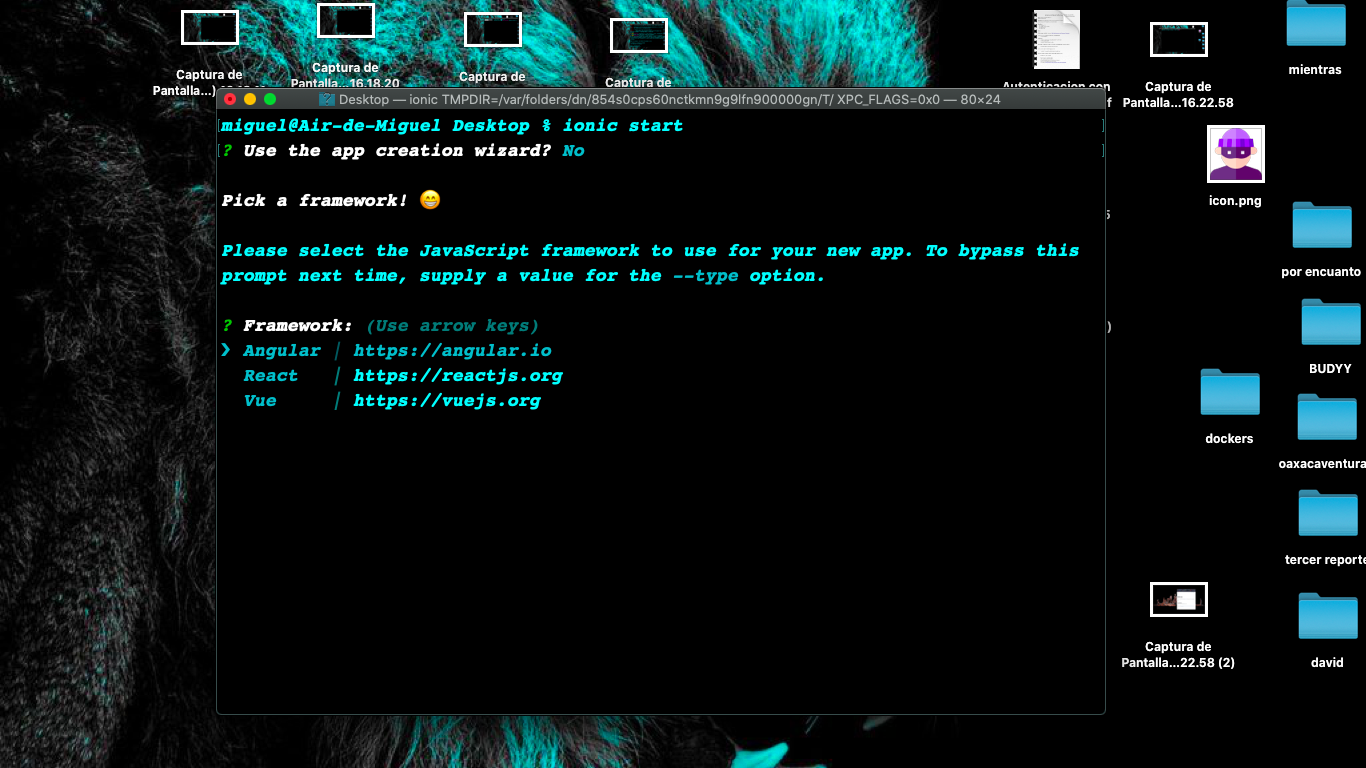 Captura de
Pantalla...
Captura de
Pantalla...16.18.20
Captura de
Captura de
Autenticacion con
Captura de
Pantalla...16.22.58
mientras
Desktop — ionic TMPDIR=/var/folders/dn/854s0cps60nctkmn9g9lfn900000gn/T/ XPC_FLAGS=0x0 — 80×24
miguel@Air-de-Miguel Desktop % ionic start
? Use the app creation wizard? No
Pick a framework! 😁
Please select the JavaScript framework to use for your new app. To bypass this
prompt next time, supply a value for the --type option.
? Framework: (Use arrow keys)
❯ Angular | https://angular.io
React | https://reactjs.org
Vue | https://vuejs.org
icon.png
por encuanto
BUDYY
dockers
oaxacaventura
tercer reporte
Captura de
Pantalla...22.58 (2)
david